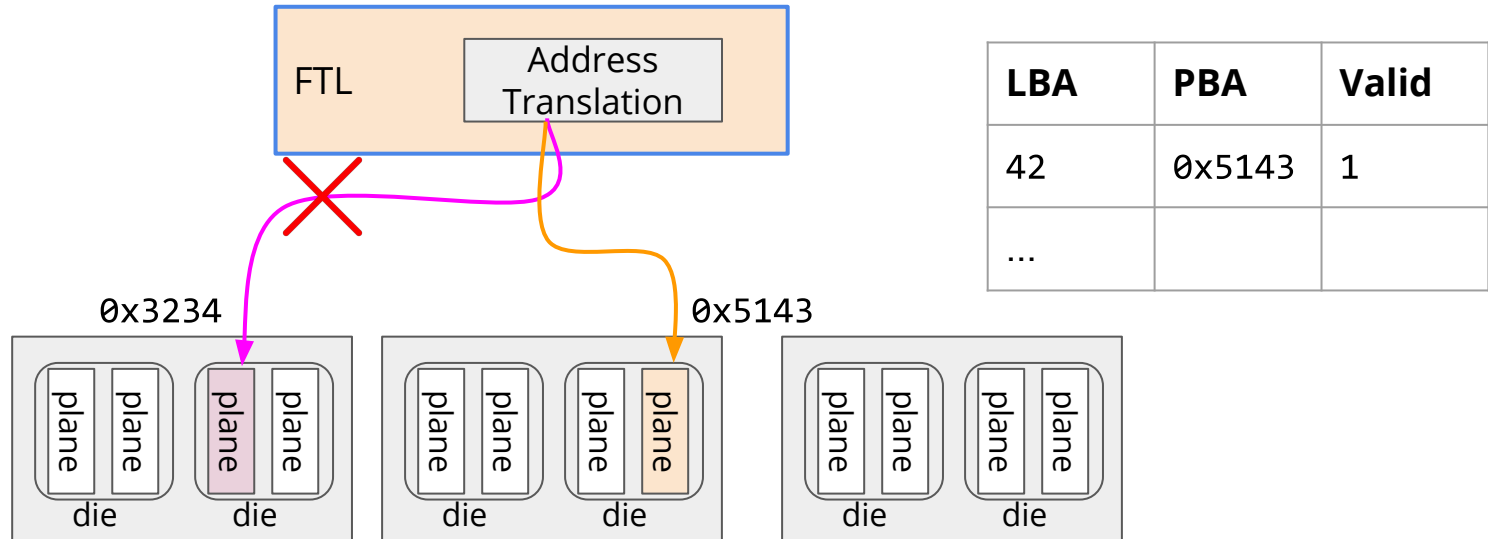 FTL
Address
Translation
LBA PBA Valid
42 0x5143 1
...
0x3234
0x5143
plane plane plane plane
die die
plane plane plane plane
die die
plane plane plane plane
die die